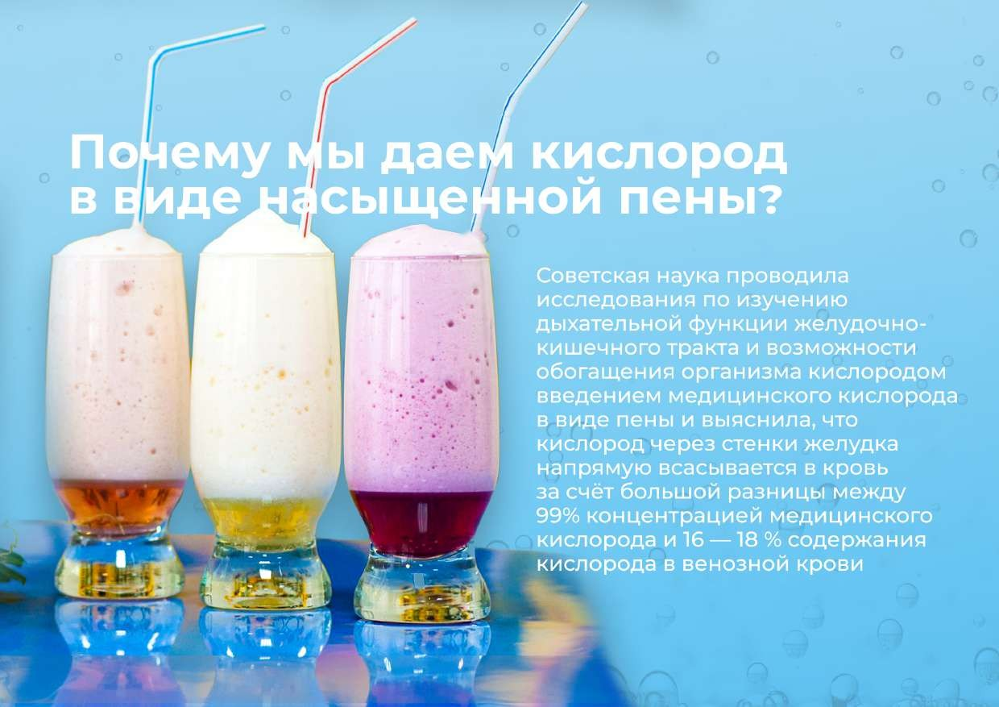 Почему мы даем кислород
в виде насыщенной пены?
Советская наука проводила
исследования по изучению
дыхательной функции желудочно-
кишечного тракта и возможности
обогащения организма кислородом
введением медицинского кислорода
в виде пены и выяснила, что
кислород через стенки желудка
напрямую всасывается в кровь
за счёт большой разницы между
99% концентрацией медицинского
кислорода и 16 — 18 % содержания
кислорода в венозной крови